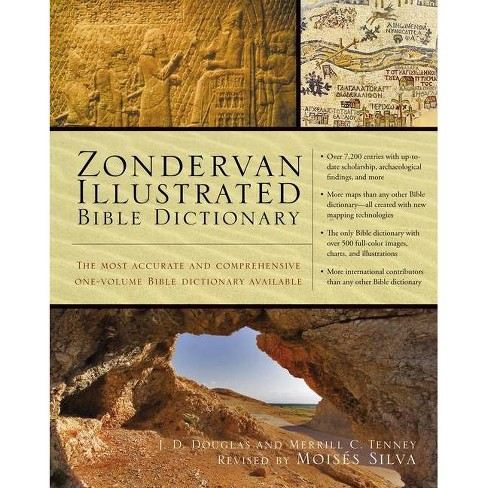 ZONDERVAN
ILLUSTRATED
BIBLE DICTIONARY
THE MOST ACCURATE AND COMPREHENSIVE
ONE-VOLUME BIBLE DICTIONARY AVAILABLE
• Over 7,200 entries with up-to-
date scholarship, archaeological
findings, and more
• More maps than any other Bible
dictionary—all created with new
mapping technologies
• The only Bible dictionary with
over 500 full-color images,
charts, and illustrations
• More international contributors
than any other Bible dictionary
J. D. DOUGLAS AND MERRILL C. TENNEY
REVISED BY MOISÉS SILVA